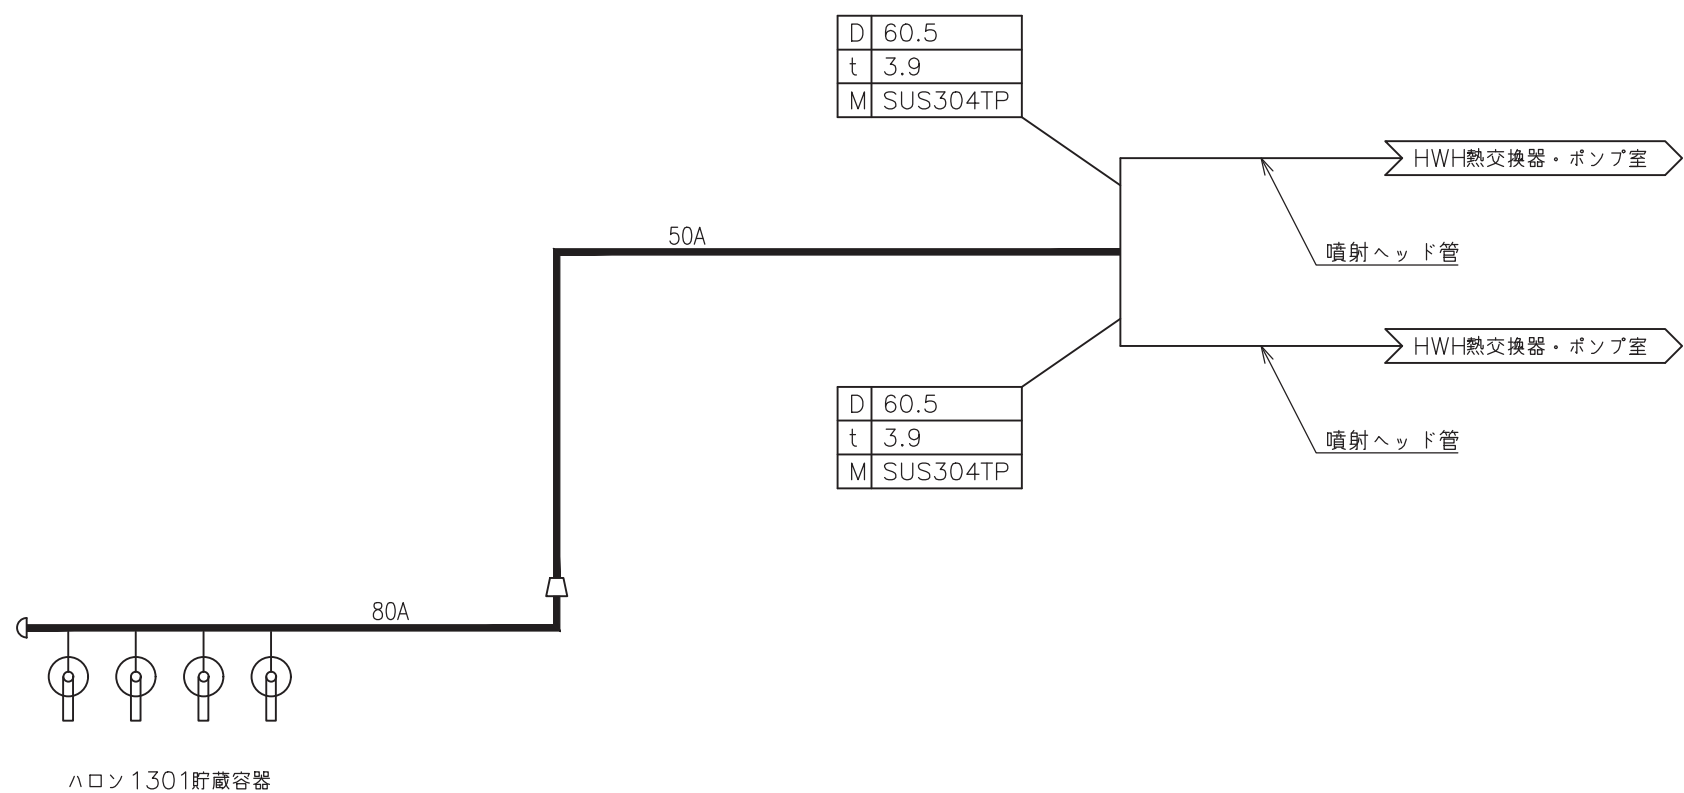 D 60.5
t 3.9
M SUS304TP
HWH熱交換器・ポンプ室
50A
噴射ヘッド管
HWH熱交換器・ポンプ室
D 60.5
t 3.9
M SUS304TP
噴射ヘッド管
80A
ハロン1301貯蔵容器